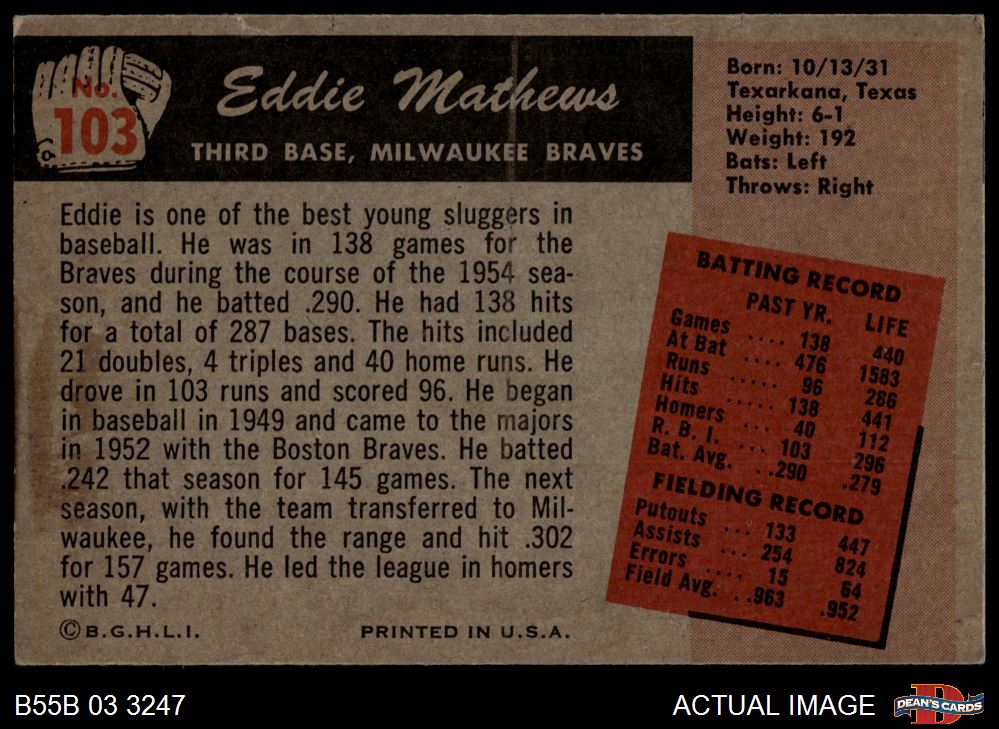 No.
103
Eddie Mathews
THIRD BASE, MILWAUKEE BRAVES
Born: 10/13/31
Texarkana, Texas
Height: 6-1
Weight: 192
Bats: Left
Throws: Right
Eddie is one of the best young sluggers in
baseball. He was in 138 games for the
Braves during the course of the 1954 sea-
son, and he batted .290. He had 138 hits
for a total of 287 bases. The hits included
21 doubles, 4 triples and 40 home runs. He
drove in 103 runs and scored 96. He began
in baseball in 1949 and came to the majors
in 1952 with the Boston Braves. He batted
.242 that season for 145 games. The next
season, with the team transferred to Mil-
waukee, he found the range and hit .302
for 157 games. He led the league in homers
with 47.
BATTING RECORD
PAST YR. LIFE
Games .... 138 440
At Bat .... 476 1583
Runs ..... 96 286
Hits ..... 138 441
Homers ... 40 112
R. B. I. ... 103 296
Bat. Avg. ..290 .279
FIELDING RECORD
Putouts ... 133 447
Assists ... 254 824
Errors .... 15 64
Field Avg. ..963 .952
©B.G.H.L.I. PRINTED IN U.S.A.
B55B 03 3247 ACTUAL IMAGE
D
DEAN'S CARDS